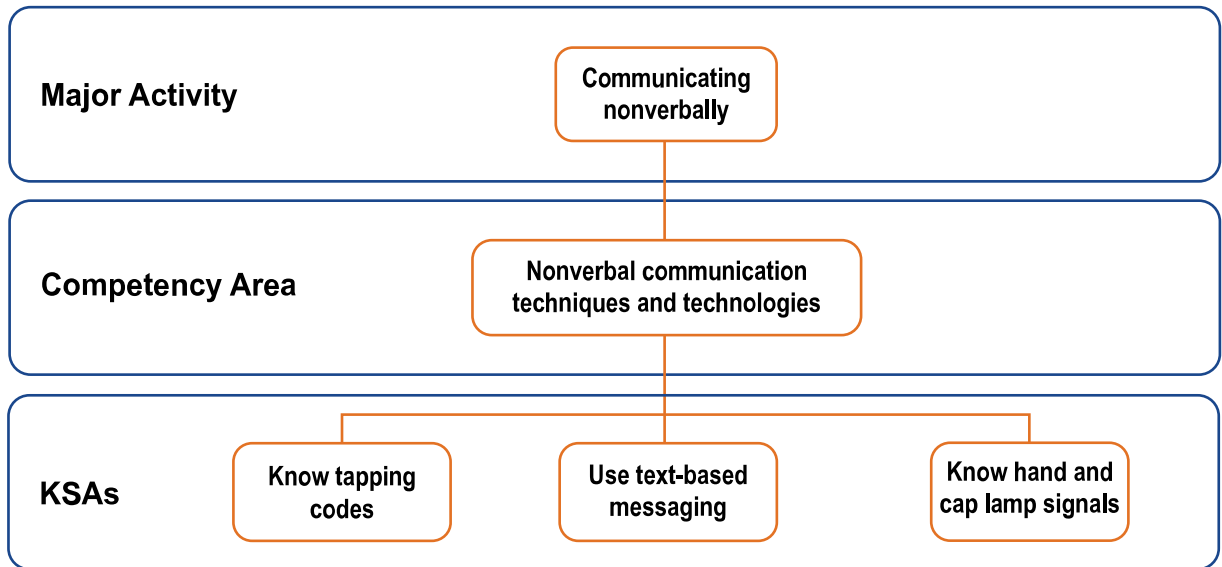 Major Activity
Communicating
nonverbally
Competency Area
Nonverbal communication
techniques and technologies
KSAs
Know tapping
codes
Use text-based
messaging
Know hand and
cap lamp signals